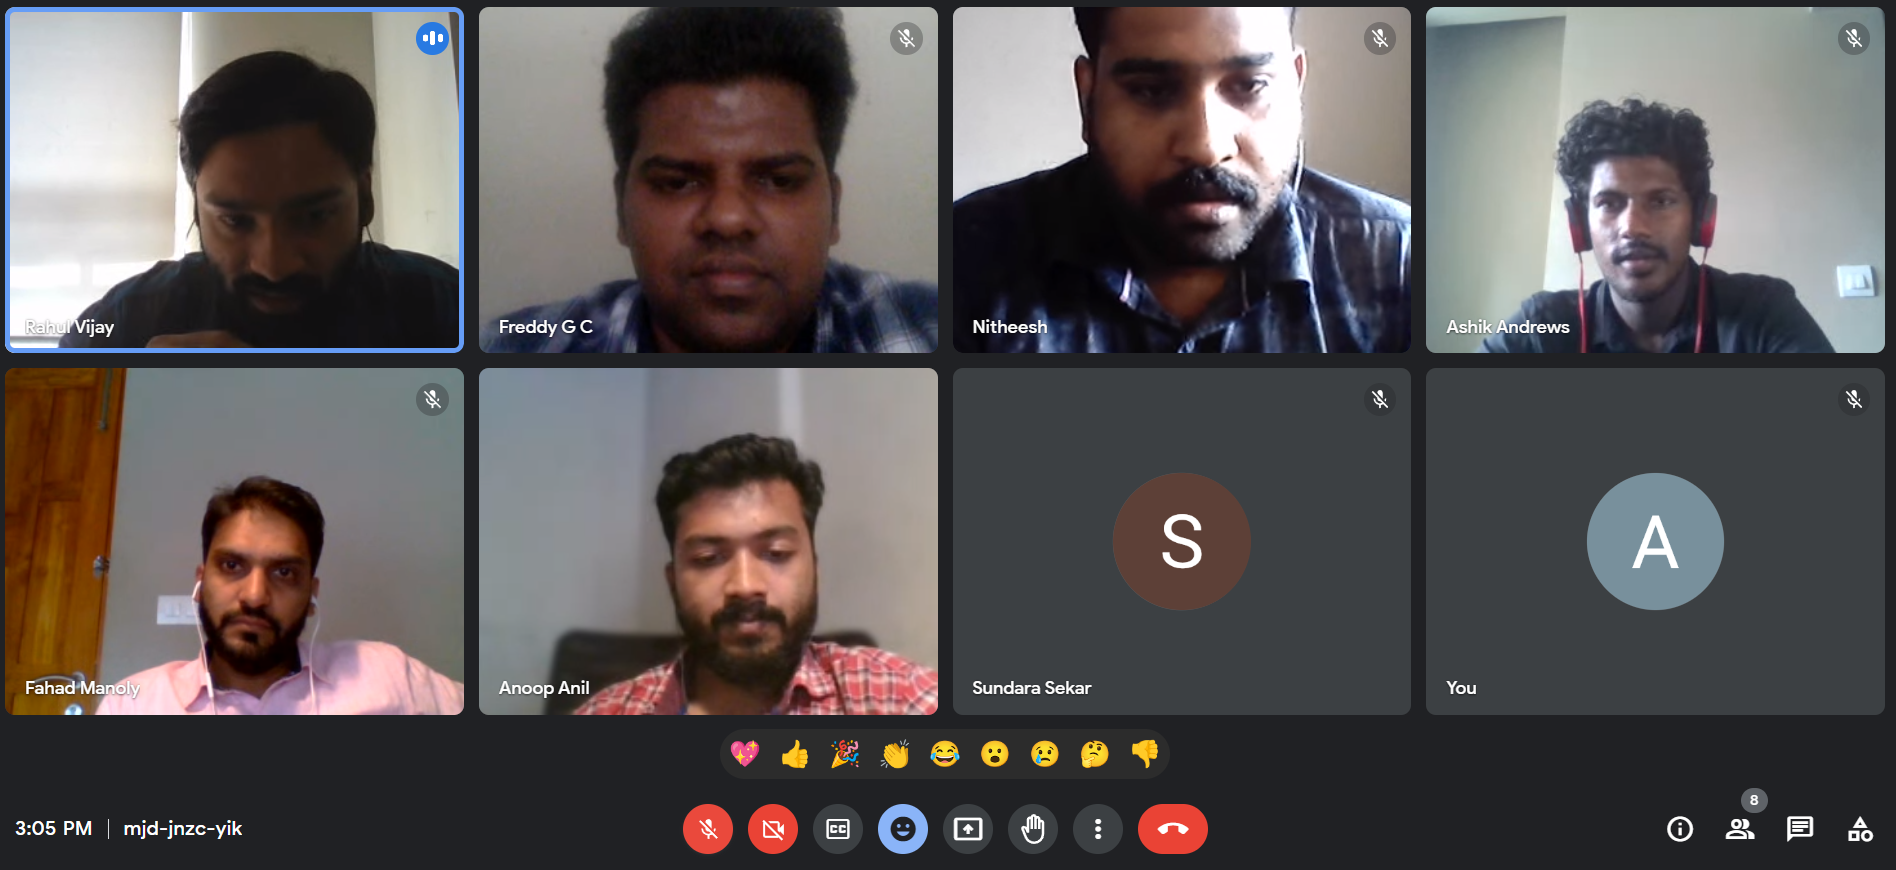 Rahul Vijay
Freddy G C
Nitheesh
Ashik Andrews
Fahad Manoly
Anoop Anil
S
Sundara Sekar
A
You
8
3:05 PM | mjd-jnzc-yik
CC